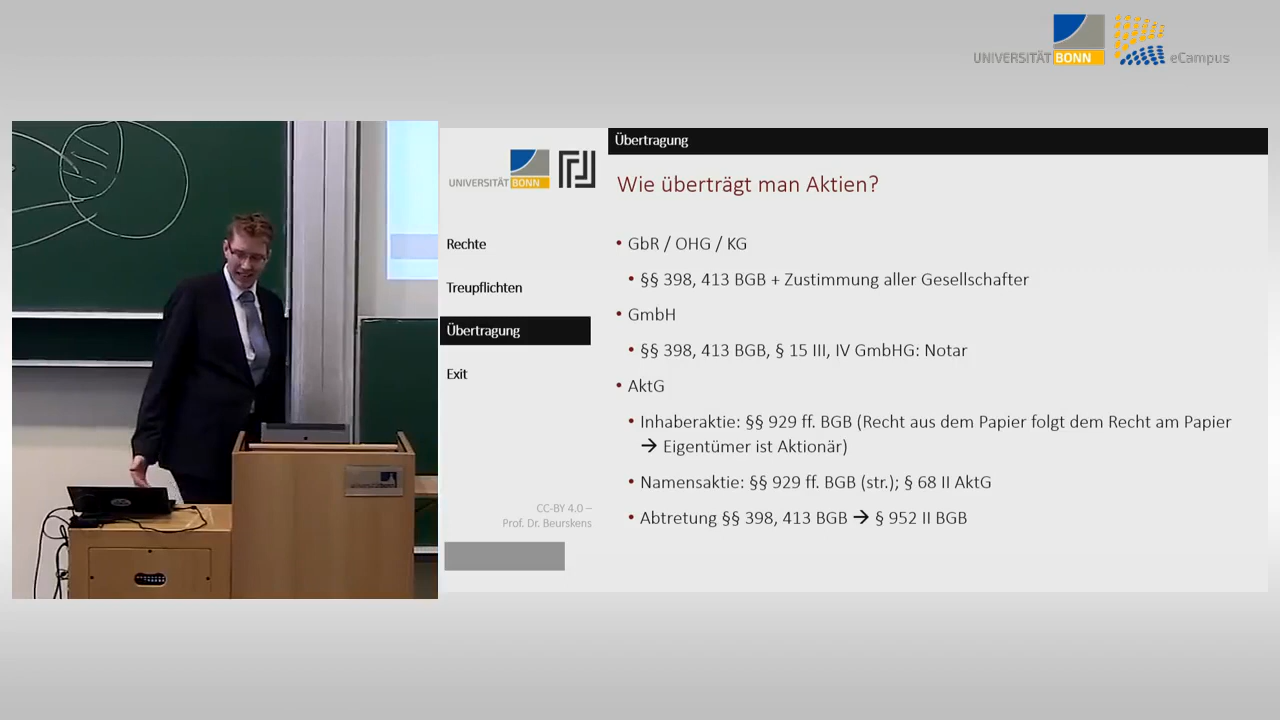 UNIVERSITÄT BONN eCampus
Übertragung
UNIVERSITÄT BONN
Wie überträgt man Aktien?
Rechte
Treupflichten
Übertragung
Exit
• GbR / OHG / KG
• §§ 398, 413 BGB + Zustimmung aller Gesellschafter
• GmbH
• §§ 398, 413 BGB, § 15 III, IV GmbHG: Notar
• AktG
• Inhaberaktie: §§ 929 ff. BGB (Recht aus dem Papier folgt dem Recht am Papier
→ Eigentümer ist Aktionär)
• Namensaktie: §§ 929 ff. BGB (str.); § 68 II AktG
• Abtretung §§ 398, 413 BGB → § 952 II BGB
CC-BY 4.0 –
Prof. Dr. Beurskens